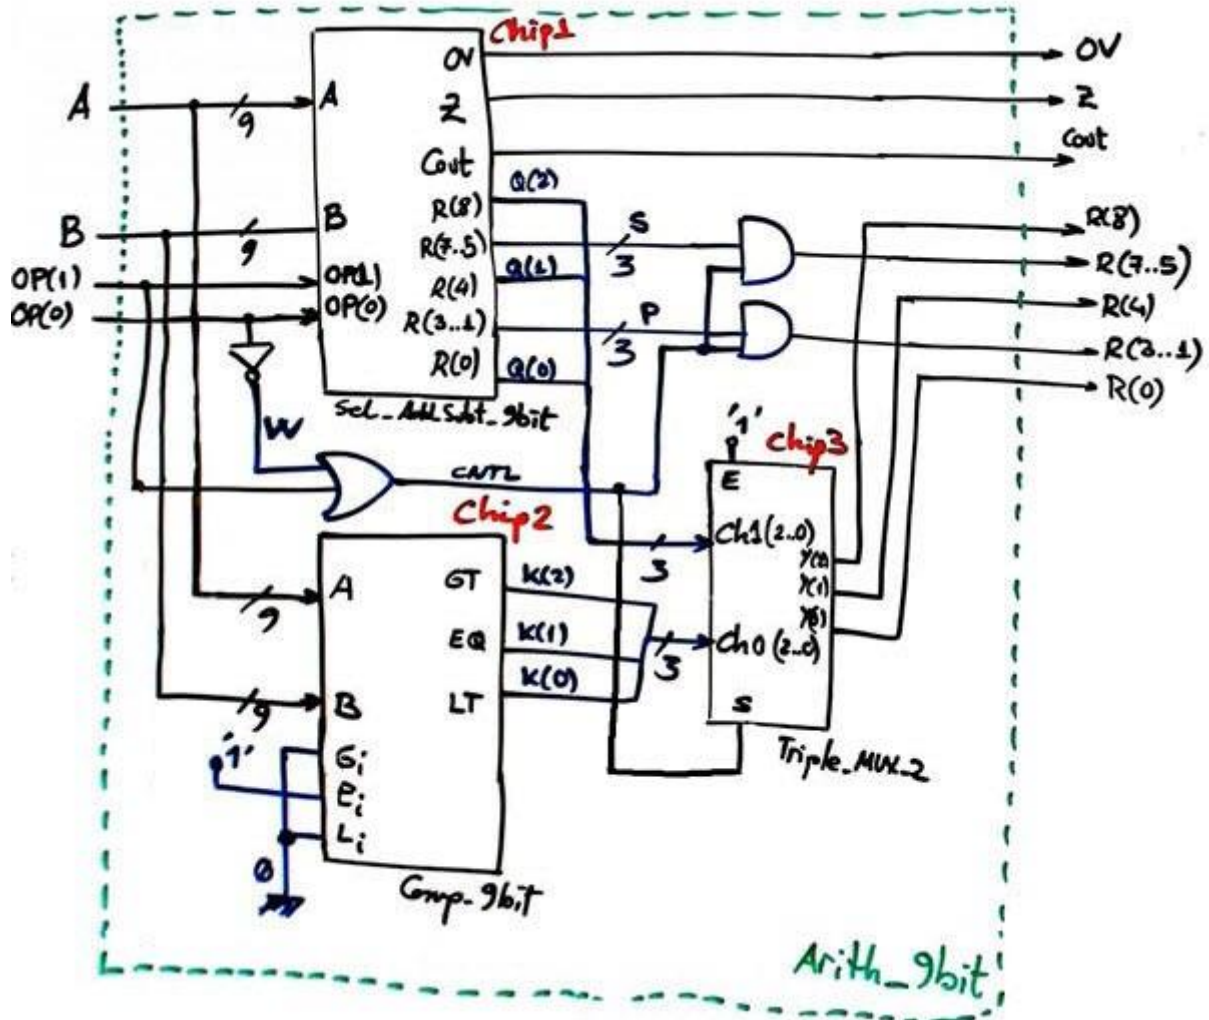 Chip1
OV
OV
A
A
9
Z
Z
Cout
Cout
Q(2)
R(8)
R(8)
B
B
9
R(7..5)
S
3
R(7..5)
OP(1)
OP(1)
Q(1)
R(4)
R(4)
OP(0)
OP(0)
R(3..1)
P
3
R(3..1)
R(0)
Q(0)
R(0)
Sel_Add_Subt_9bit
W
'1'
Chip3
CNTL
E
Chip2
Ch1(2..0)
3
Y(2)
Y(1)
A
9
GT
K(2)
EQ
K(1)
Ch0(2..0)
3
K(0)
B
9
LT
S
Triple_MUX_2
'1'
Gi
Ei
Li
0
Comp_9bit
Arith_9bit